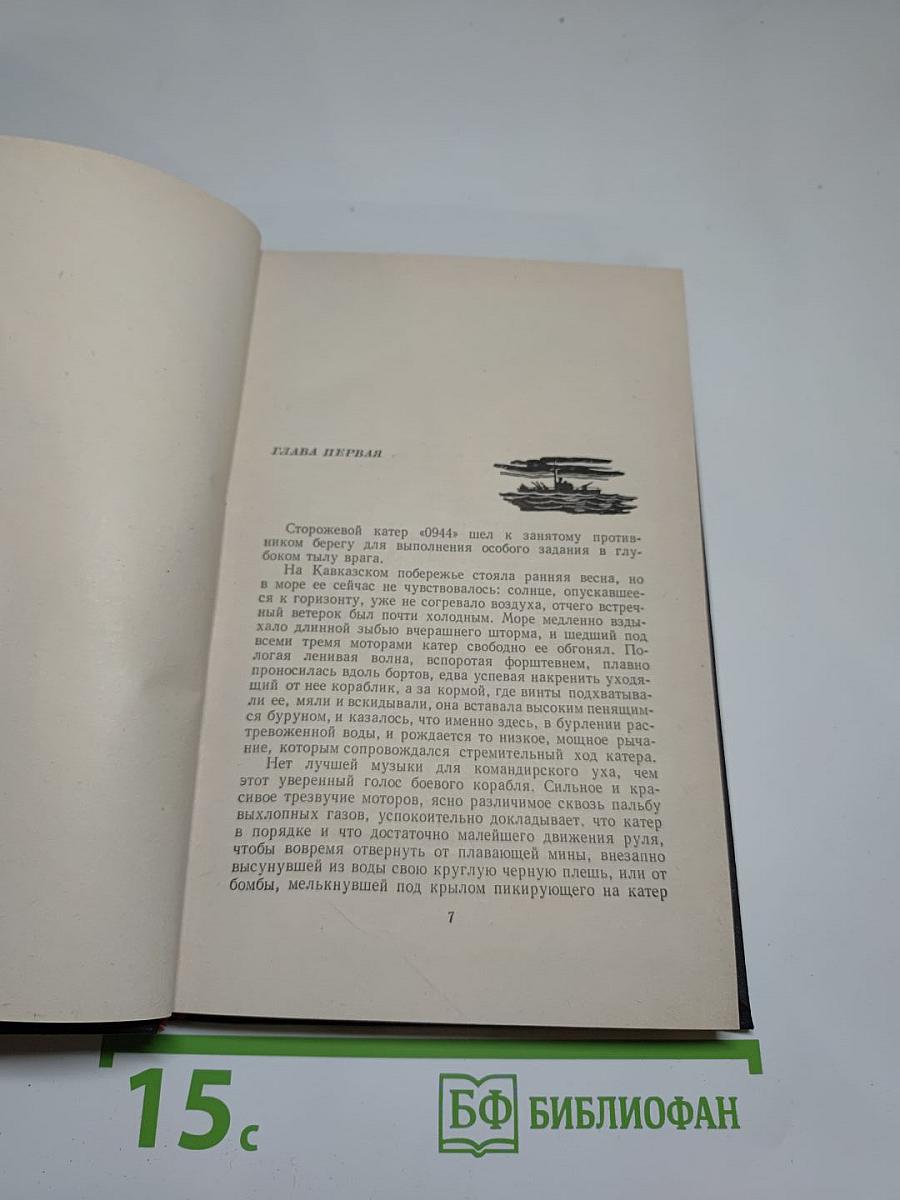 ГЛАВА ПЕРВАЯ
Сторожевой катер «0944» шел к занятому против-
ником берегу для выполнения особого задания в глу-
боком тылу врага.
На Кавказском побережье стояла ранняя весна, но
в море ее сейчас не чувствовалось: солнце, опускавшее-
ся к горизонту, уже не согревало воздуха, отчего встреч-
ный ветерок был почти холодным. Море медленно взды-
хало длинной зыбью вчерашнего шторма, и шедший под
всеми тремя моторами катер свободно ее обгонял. По-
логая ленивая волна, вспоротая форштевнем, плавно
проносилась вдоль бортов, едва успевая накренить уходя-
щий от нее кораблик, а за кормой, где винты подхватыва-
ли ее, мяли и вскидывали, она вставала высоким пенящим-
ся буруном, и казалось, что именно здесь, в бурлении рас-
тревоженной воды, и рождается то низкое, мощное рыча-
ние, которым сопровождался стремительный ход катера.
Нет лучшей музыки для командирского уха, чем
этот уверенный голос боевого корабля. Сильное и кра-
сивое трезвучие моторов, ясно различимое сквозь пальбу
выхлопных газов, успокоительно докладывает, что катер
в порядке и что достаточно малейшего движения руля,
чтобы вовремя отвернуть от плавающей мины, внезапно
высунувшей из воды свою круглую черную плешь, или от
бомбы, мелькнувшей под крылом пикирующего на катер
7
15 с
БФ БИБЛИОФАН